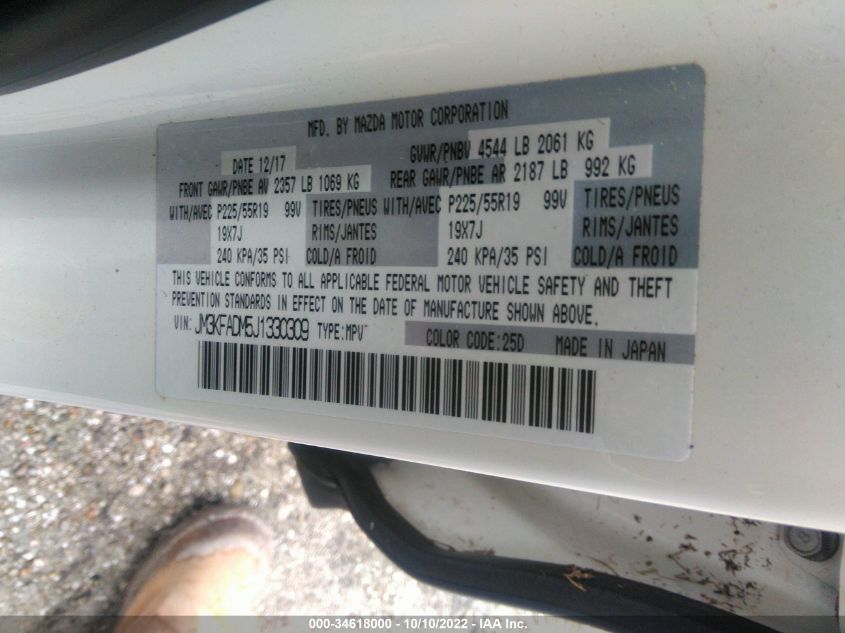 MFD. BY MAZDA MOTOR CORPORATION
DATE 12/17 GVWR/PNBV 4544 LB 2061 KG
FRONT GAWR/PNBE AV 2357 LB 1069 KG REAR GAWR/PNBE AR 2187 LB 992 KG
WITH/AVEC P225/55R19 99V TIRES/PNEUS WITH/AVEC P225/55R19 99V TIRES/PNEUS
19X7J RIMS/JANTES 19X7J RIMS/JANTES
240 KPA/35 PSI COLD/A FROID 240 KPA/35 PSI COLD/A FROID
THIS VEHICLE CONFORMS TO ALL APPLICABLE FEDERAL MOTOR VEHICLE SAFETY AND THEFT
PREVENTION STANDARDS IN EFFECT ON THE DATE OF MANUFACTURE SHOWN ABOVE.
VIN: JM3KFADM5J1330309 TYPE:MPV COLOR CODE:25D MADE IN JAPAN
000-34618000 - 10/10/2022 - IAA Inc.